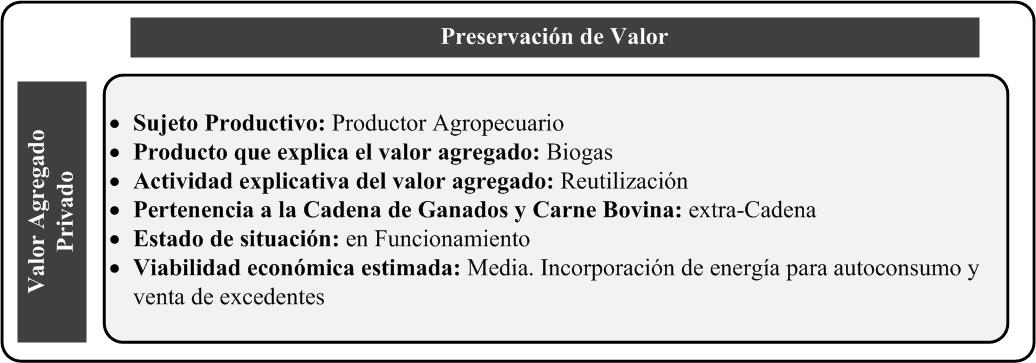 Preservación de Valor
Valor Agregado
Privado
• Sujeto Productivo: Productor Agropecuario
• Producto que explica el valor agregado: Biogas
• Actividad explicativa del valor agregado: Reutilización
• Pertenencia a la Cadena de Ganados y Carne Bovina: extra-Cadena
• Estado de situación: en Funcionamiento
• Viabilidad económica estimada: Media. Incorporación de energía para autoconsumo y
venta de excedentes